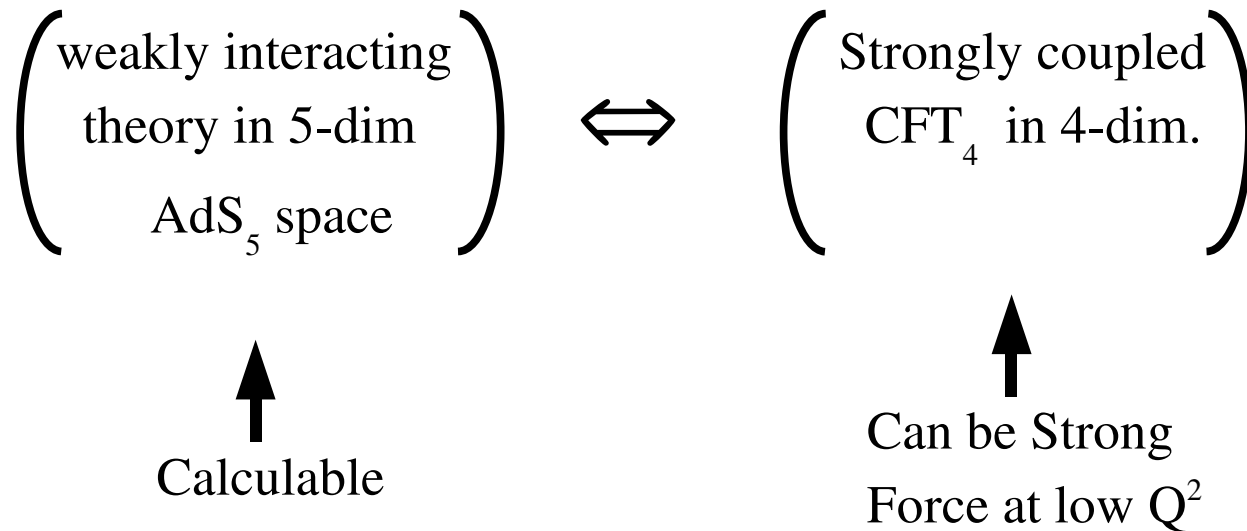 weakly interacting
theory in 5-dim
AdS₅ space
⇔
Strongly coupled
CFT₄ in 4-dim.
Calculable
Can be Strong
Force at low Q²